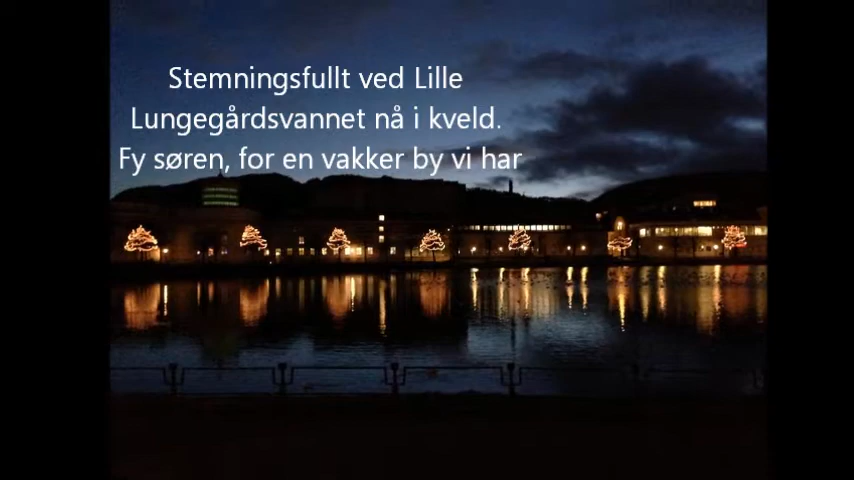 Stemningsfullt ved Lille
Lungegårdsvannet nå i kveld.
Fy søren, for en vakker by vi har